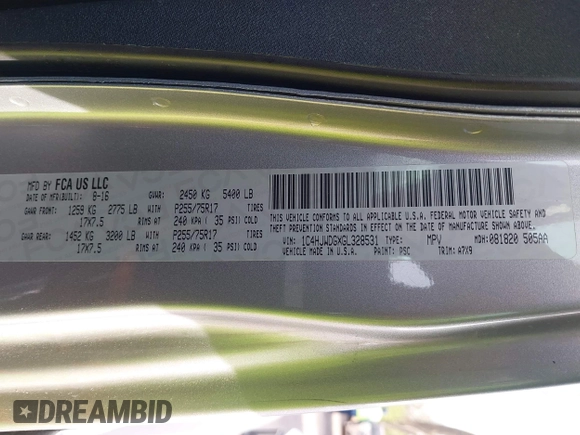 MFD BY FCA US LLC
DATE OF MFR(BUILT): 8-16 GVWR: 2450 KG 5400 LB
GAWR FRONT: 1259 KG 2775 LB WITH P255/75R17 TIRES
17X7.5 RIMS AT 240 KPA ( 35 PSI) COLD
GAWR REAR: 1452 KG 3200 LB WITH P255/75R17 TIRES
17X7.5 RIMS AT 240 KPA ( 35 PSI) COLD
THIS VEHICLE CONFORMS TO ALL APPLICABLE U.S.A. FEDERAL MOTOR VEHICLE SAFETY AND
THEFT PREVENTION STANDARDS IN EFFECT ON THE DATE OF MANUFACTURE SHOWN ABOVE
VIN: 1C4HJWDGXGL328531 TYPE: MPV MDH: 081820 505AA
VEHICLE MADE IN U.S.A. PAINT: PSC TRIM: A7X9
DREAMBID